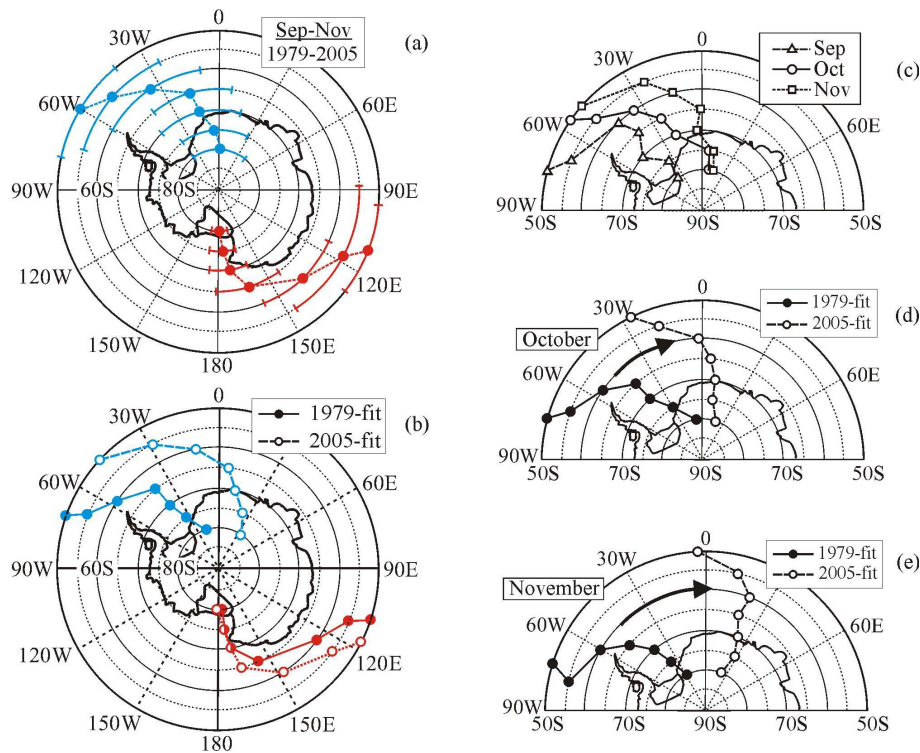 0
Sep-Nov
1979-2005
(a)
30W
60W
60E
90W
60S
80S
90E
120W
120E
150W
150E
180
0
1979-fit
2005-fit
(b)
30W
60W
60E
90W
60S
80S
90E
120W
120E
150W
150E
180
0
Sep
Oct
Nov
(c)
30W
60W
60E
90W
50S
70S
90S
70S
50S
0
1979-fit
2005-fit
(d)
30W
October
60W
60E
90W
50S
70S
90S
70S
50S
0
1979-fit
2005-fit
(e)
30W
November
60W
60E
90W
50S
70S
90S
70S
50S